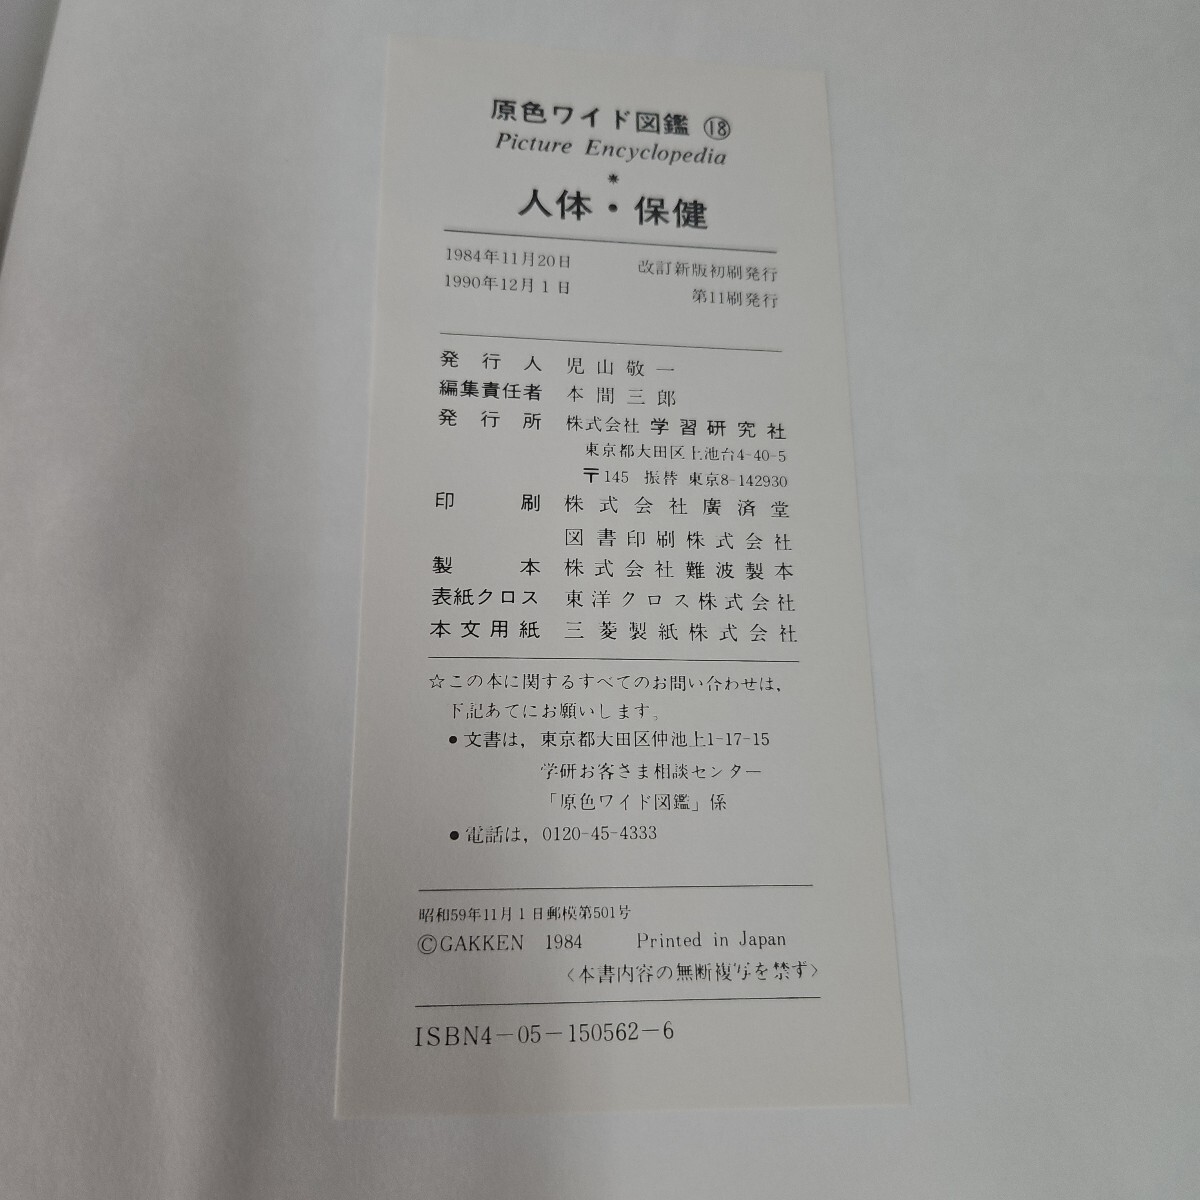 原色ワイド図鑑 ⑱
Picture Encyclopedia
*
人体・保健
1984年11月20日 改訂新版初刷発行
1990年12月1日 第11刷発行
発行人 児山敬一
編集責任者 本間三郎
発行所 株式会社 学習研究社
東京都大田区上池台4-40-5
〒145 振替 東京8-142930
印刷 株式会社廣済堂
図書印刷株式会社
製本 株式会社難波製本
表紙クロス 東洋クロス株式会社
本文用紙 三菱製紙株式会社
☆この本に関するすべてのお問い合わせは,
下記あてにお願いします。
●文書は, 東京都大田区仲池上1-17-15
学研お客さま相談センター
「原色ワイド図鑑」係
●電話は, 0120-45-4333
昭和59年11月1日郵模第501号
©GAKKEN 1984 Printed in Japan
〈本書内容の無断複写を禁ず〉
ISBN4-05-150562-6